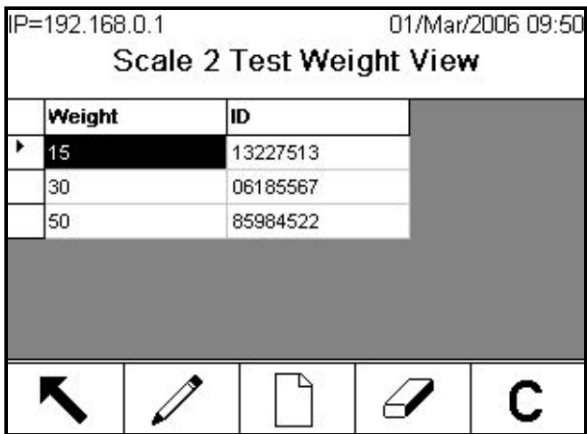 IP=192.168.0.1 01/Mar/2006 09:50
Scale 2 Test Weight View
Weight ID
15 13227513
30 06185567
50 85984522
C